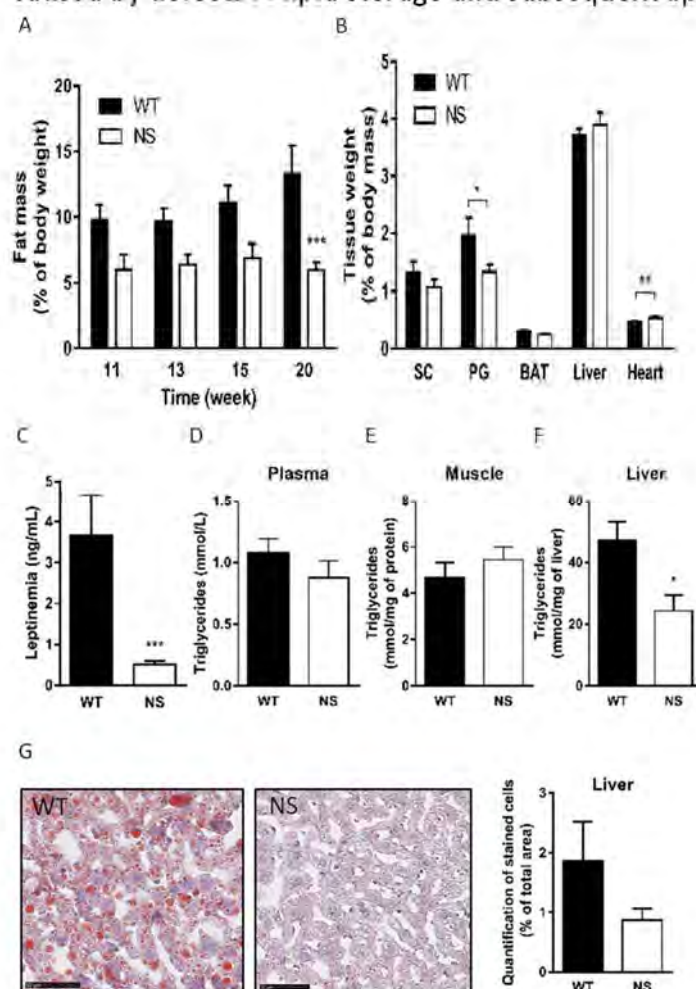 lipid storage and subsequent
A
B
Fat mass
(% of body weight)
20
15
10
5
0
WT
NS
***
11 13 15 20
Time (week)
Tissue weight
(% of body mass)
5
4
3
2
1
0
WT
NS
*
**
SC PG BAT Liver Heart
C
Leptinemia (ng/mL)
5
4
3
2
1
0
***
WT NS
D
Plasma
Triglycerides (mmol/L)
1.5
1.0
0.5
0.0
WT NS
E
Muscle
Triglycerides
(mmol/mg of protein)
8
6
4
2
0
WT NS
F
Liver
Triglycerides
(mmol/mg of liver)
60
40
20
0
*
WT NS
G
WT
NS
Liver
Quantification of stained cells
(% of total area)
3
2
1
0
WT NS